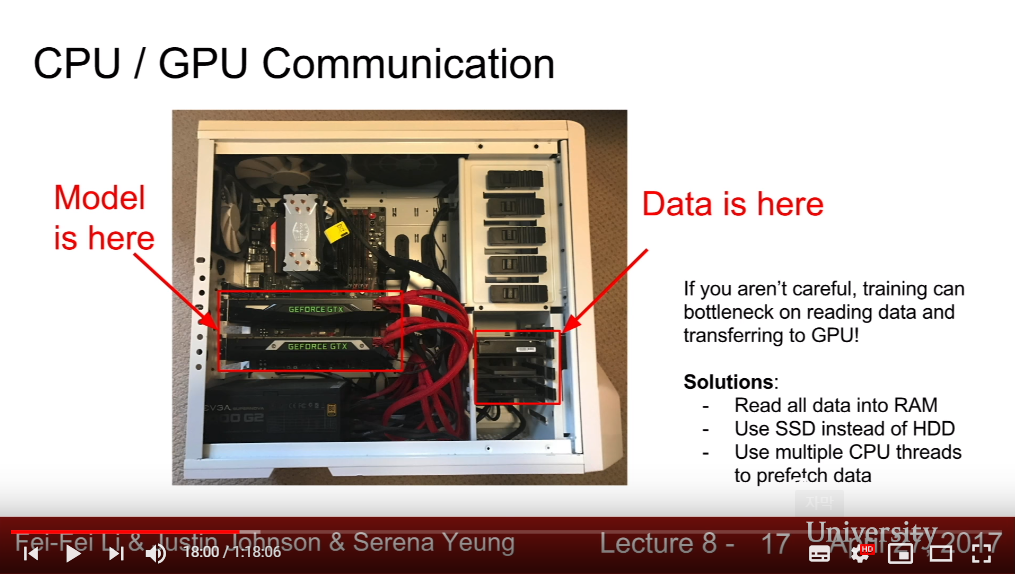 CPU / GPU Communication
Model
is here
Data is here
GEFORCE GTX
GEFORCE GTX
EVGA
If you aren't careful, training can
bottleneck on reading data and
transferring to GPU!
Solutions:
- Read all data into RAM
- Use SSD instead of HDD
- Use multiple CPU threads
to prefetch data
자막
University
Fei-Fei Li & Justin Johnson & Serena Yeung
Lecture 8 - 17
April 27, 2017
18:00 / 1:18:06
HD